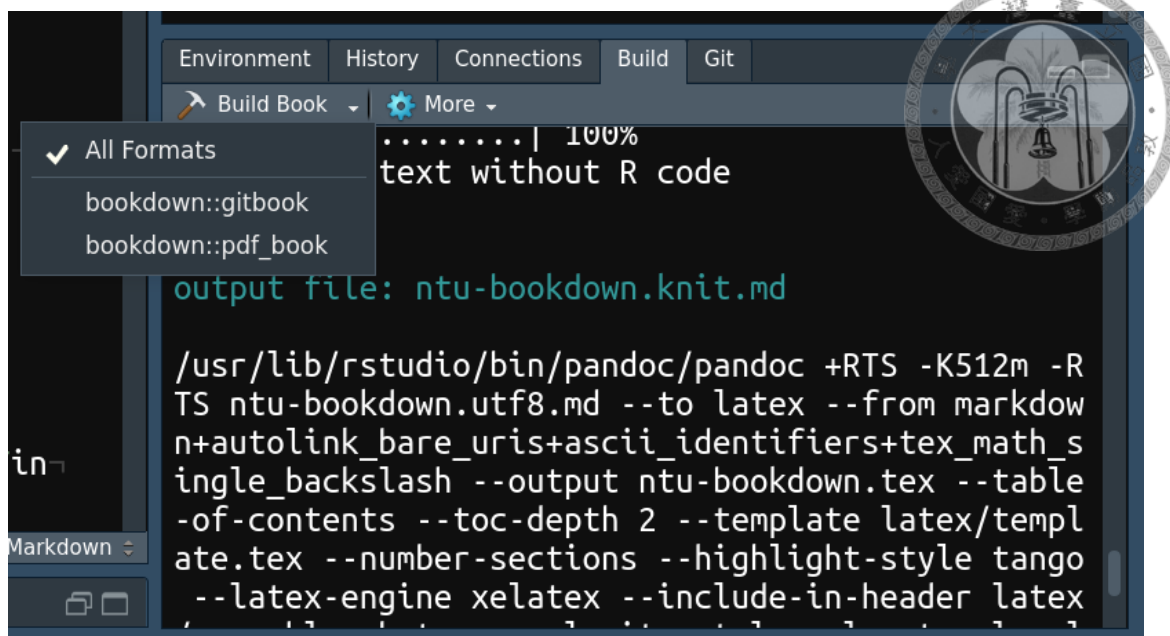 Environment History Connections Build Git
Build Book More
All Formats
bookdown::gitbook
bookdown::pdf_book
........| 100%
text without R code
output file: ntu-bookdown.knit.md
/usr/lib/rstudio/bin/pandoc/pandoc +RTS -K512m -R
TS ntu-bookdown.utf8.md --to latex --from markdow
n+autolink_bare_uris+ascii_identifiers+tex_math_s
ingle_backslash --output ntu-bookdown.tex --table
-of-contents --toc-depth 2 --template latex/templ
ate.tex --number-sections --highlight-style tango
--latex-engine xelatex --include-in-header latex
in¬
Markdown